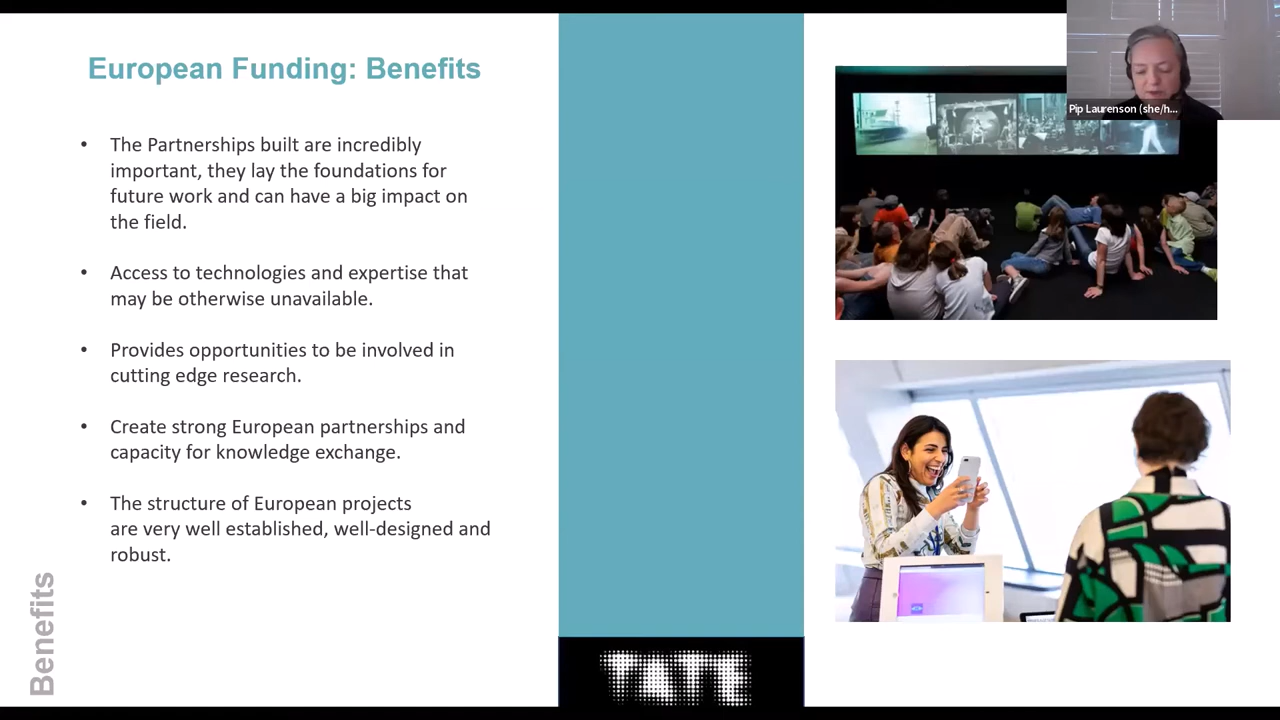 European Funding: Benefits
• The Partnerships built are incredibly
important, they lay the foundations for
future work and can have a big impact on
the field.
• Access to technologies and expertise that
may be otherwise unavailable.
• Provides opportunities to be involved in
cutting edge research.
• Create strong European partnerships and
capacity for knowledge exchange.
• The structure of European projects
are very well established, well-designed and
robust.
Benefits
TATE
Pip Laurenson (she/h...